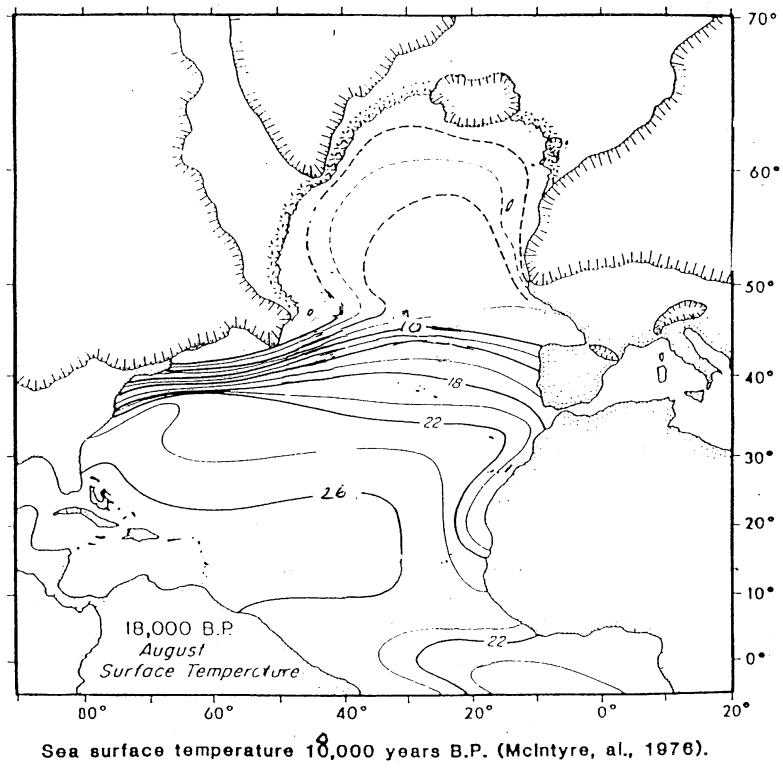 70°
60°
50°
10
18
40°
22
30°
26
20°
10°
18,000 B.P.
August
Surface Temperature
22
0°
80° 60° 40° 20° 0° 20°
Sea surface temperature 10,000 years B.P. (McIntyre, al., 1976).